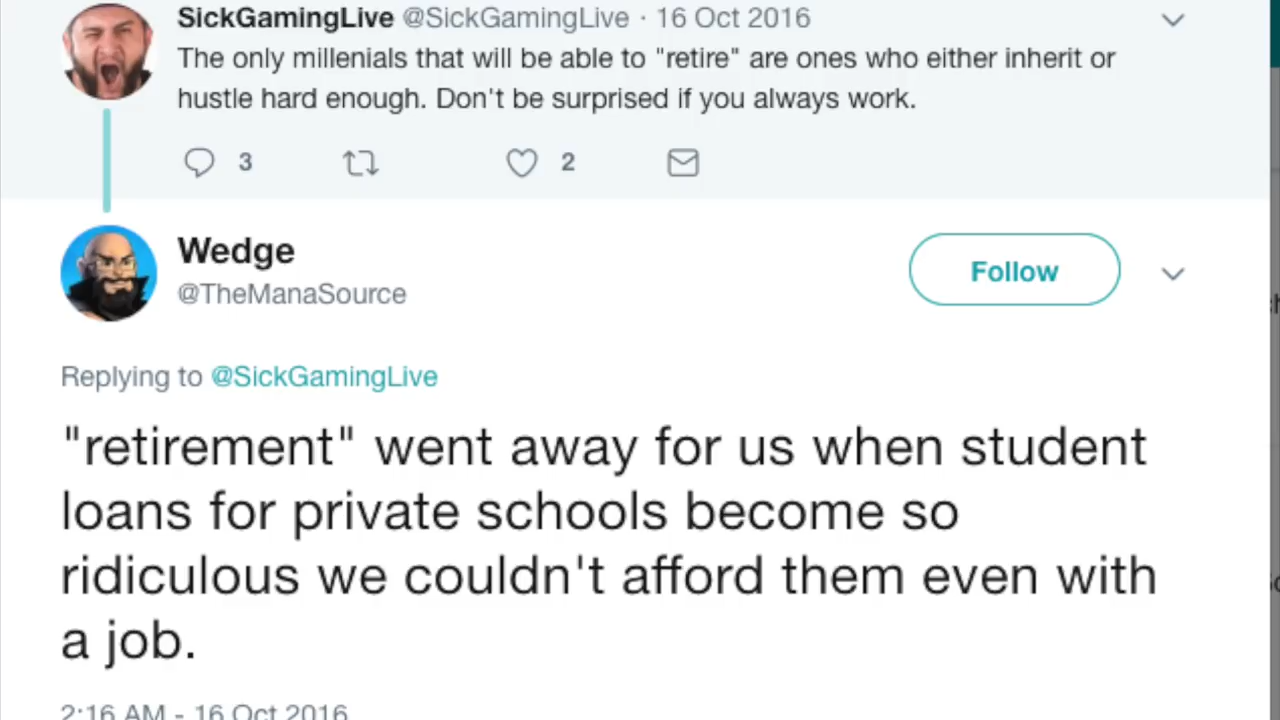 SickGamingLive @SickGamingLive · 16 Oct 2016
The only millenials that will be able to "retire" are ones who either inherit or
hustle hard enough. Don't be surprised if you always work.
3 2
Wedge
@TheManaSource
Follow
Replying to @SickGamingLive
"retirement" went away for us when student
loans for private schools become so
ridiculous we couldn't afford them even with
a job.
2:16 AM - 16 Oct 2016